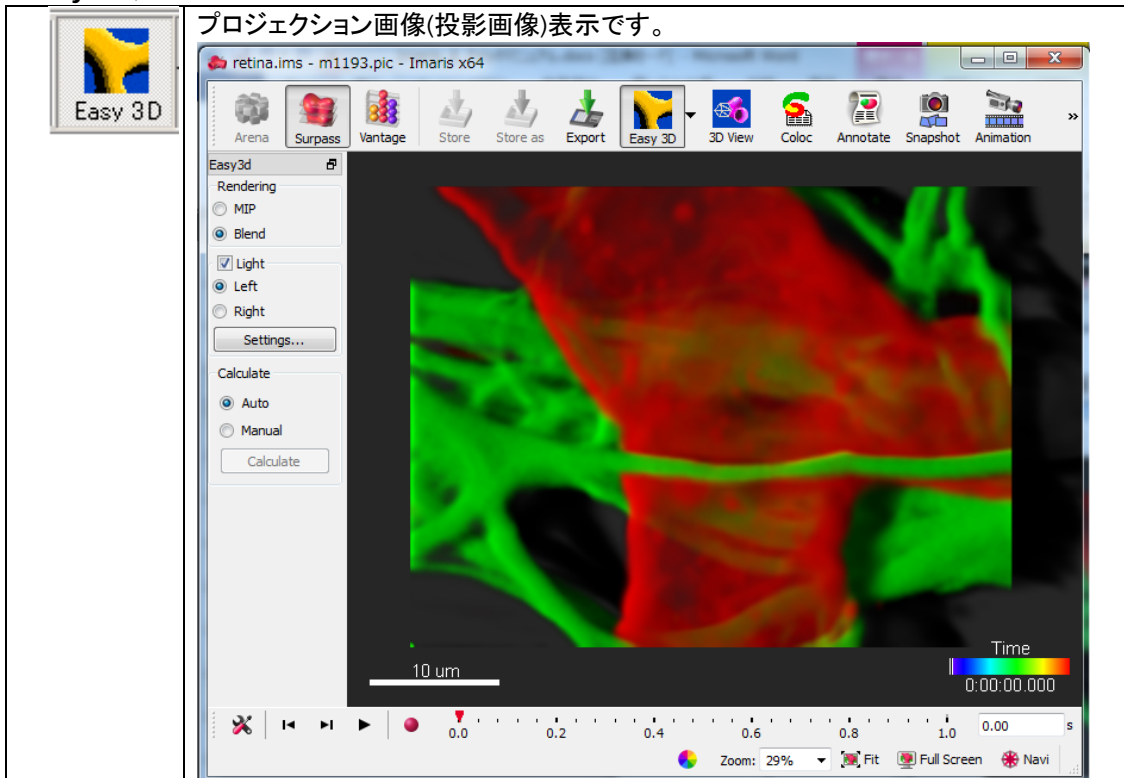 Easy 3D
プロジェクション画像(投影画像)表示です。
retina.ims - m1193.pic - Imaris x64
Arena Surpass Vantage Store Store as Export Easy 3D 3D View Coloc Annotate Snapshot Animation »
Easy3d
Rendering
MIP
Blend
Light
Left
Right
Settings...
Calculate
Auto
Manual
Calculate
10 um
Time
0:00:00.000
0.0 0.2 0.4 0.6 0.8 1.0 0.00 s
Zoom: 29% Fit Full Screen Navi